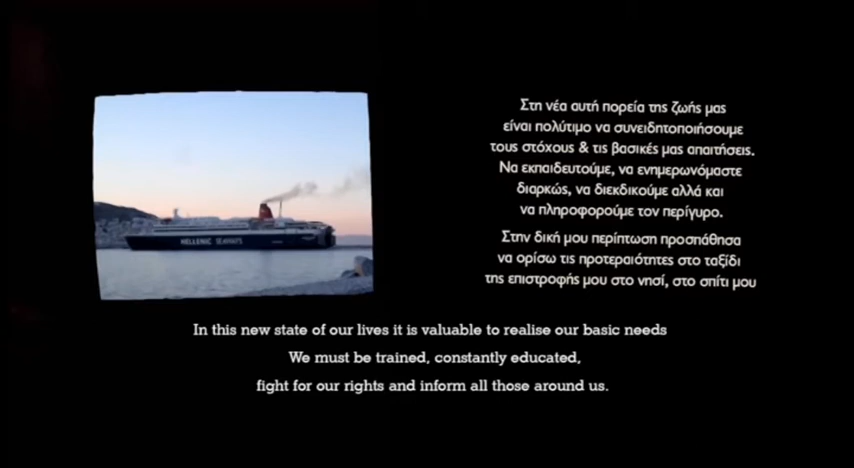 HELLENIC SEAWAYS
Στη νέα αυτή πορεία της ζωής μας
είναι πολύτιμο να συνειδητοποιήσουμε
τους στόχους & τις βασικές μας απαιτήσεις.
Να εκπαιδευτούμε, να ενημερωνόμαστε
διαρκώς, να διεκδικούμε αλλά και
να πληροφορούμε τον περίγυρο.
Στην δική μου περίπτωση προσπάθησα
να ορίσω τις προτεραιότητες στο ταξίδι
της επιστροφής μου στο νησί, στο σπίτι μου
In this new state of our lives it is valuable to realise our basic needs
We must be trained, constantly educated,
fight for our rights and inform all those around us.